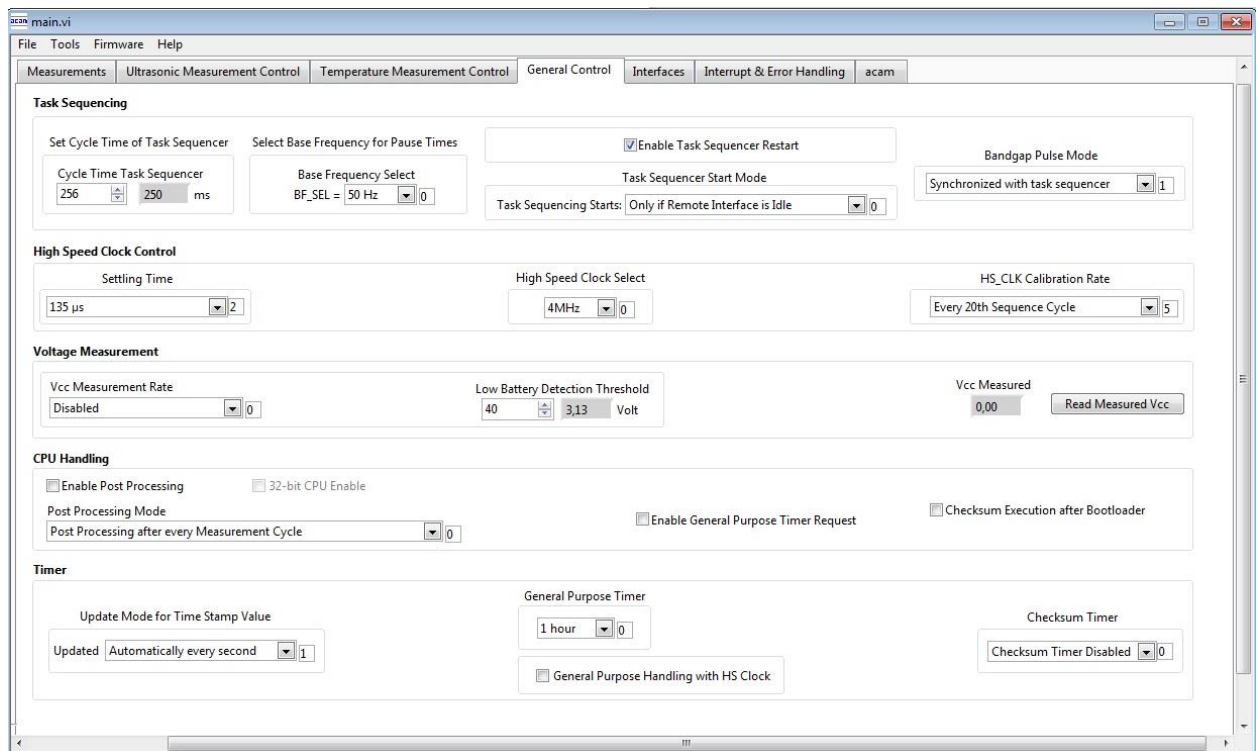 acam main.vi
File Tools Firmware Help
Measurements Ultrasonic Measurement Control Temperature Measurement Control General Control Interfaces Interrupt & Error Handling acam
Task Sequencing
Set Cycle Time of Task Sequencer
Cycle Time Task Sequencer
256 250 ms
Select Base Frequency for Pause Times
Base Frequency Select
BF_SEL = 50 Hz 0
Enable Task Sequencer Restart
Task Sequencer Start Mode
Task Sequencing Starts: Only if Remote Interface is Idle 0
Bandgap Pulse Mode
Synchronized with task sequencer 1
High Speed Clock Control
Settling Time
135 µs 2
High Speed Clock Select
4MHz 0
HS_CLK Calibration Rate
Every 20th Sequence Cycle 5
Voltage Measurement
Vcc Measurement Rate
Disabled 0
Low Battery Detection Threshold
40 3,13 Volt
Vcc Measured
0,00 Read Measured Vcc
CPU Handling
Enable Post Processing 32-bit CPU Enable
Post Processing Mode
Post Processing after every Measurement Cycle 0
Enable General Purpose Timer Request
Checksum Execution after Bootloader
Timer
Update Mode for Time Stamp Value
Updated Automatically every second 1
General Purpose Timer
1 hour 0
General Purpose Handling with HS Clock
Checksum Timer
Checksum Timer Disabled 0